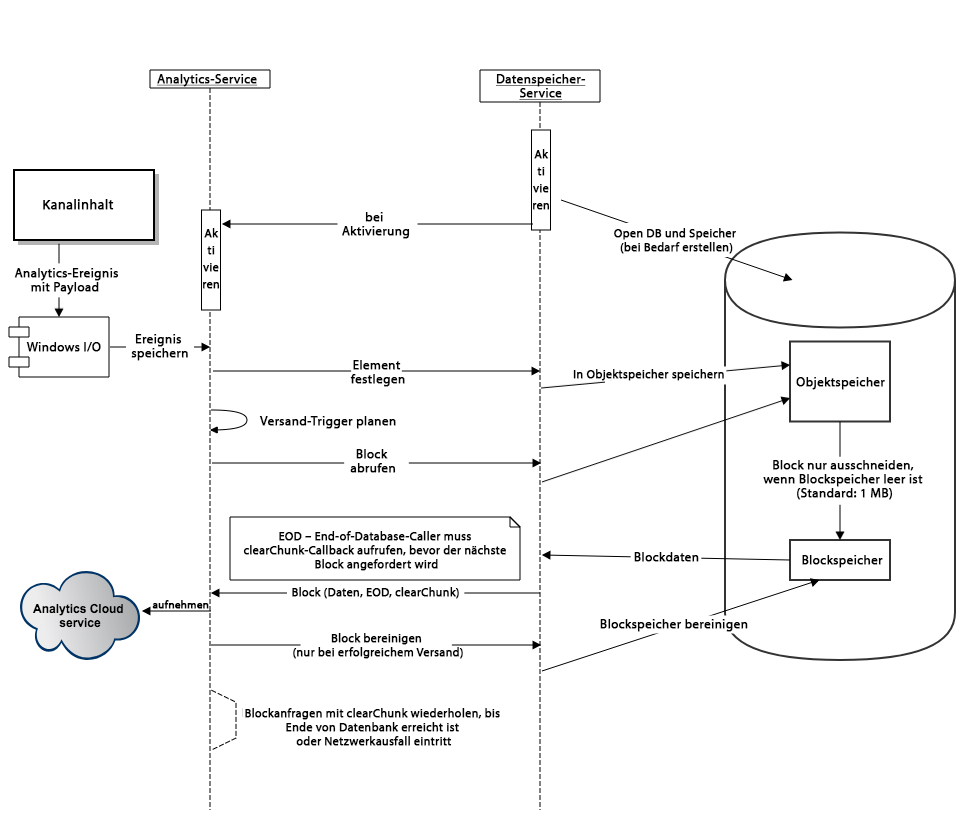 Analytics-Service
Datenspeicher-
Service
Ak
ti
vie
ren
Kanalinhalt
Ak
ti
vie
ren
bei
Aktivierung
Open DB und Speicher
(bei Bedarf erstellen)
Analytics-Ereignis
mit Payload
Windows I/O
Ereignis
speichern
Element
festlegen
In Objektspeicher speichern
Objektspeicher
Versand-Trigger planen
Block
abrufen
Block nur ausschneiden,
wenn Blockspeicher leer ist
(Standard: 1 MB)
EOD – End-of-Database-Caller muss
clearChunk-Callback aufrufen, bevor der nächste
Block angefordert wird
Blockdaten
Blockspeicher
Block (Daten, EOD, clearChunk)
Analytics Cloud
service
aufnehmen
Blockspeicher bereinigen
Block bereinigen
(nur bei erfolgreichem Versand)
Blockanfragen mit clearChunk wiederholen, bis
Ende von Datenbank erreicht ist
oder Netzwerkausfall eintritt